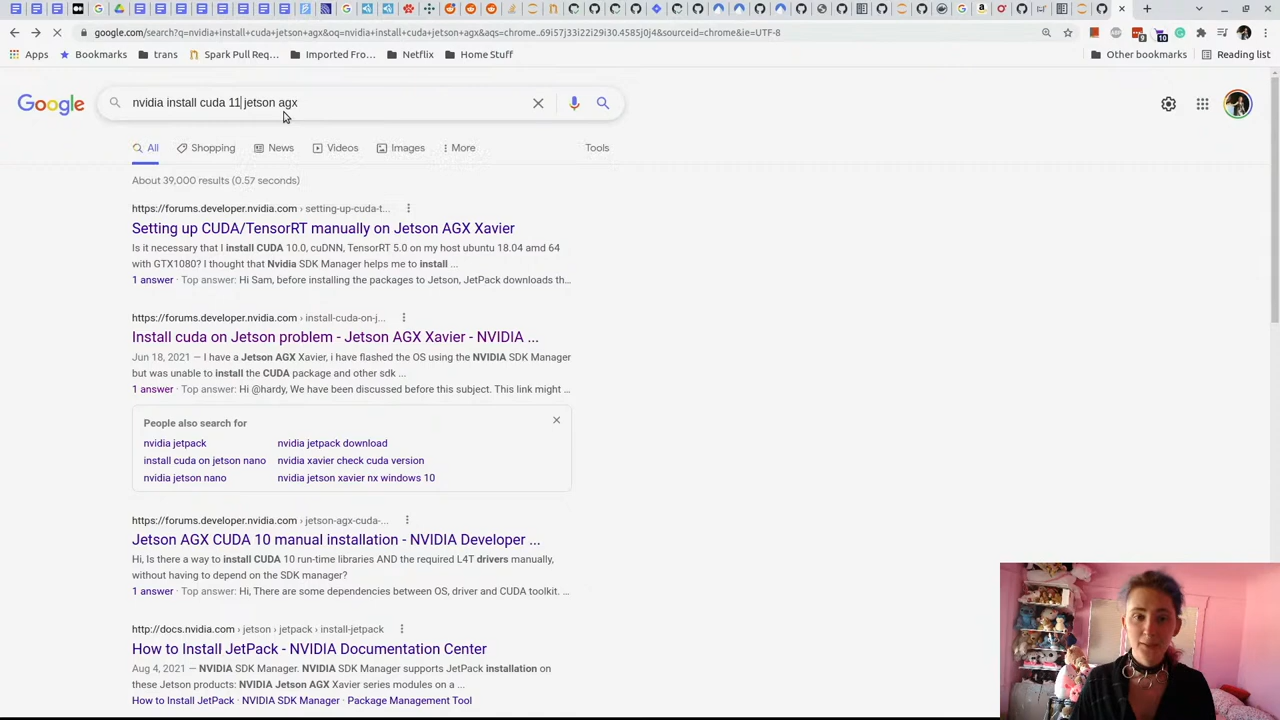 google.com/search?q=nvidia+install+cuda+jetson+agx&oq=nvidia+install+cuda+jetson+agx&aqs=chrome..69i57j33i22i29i30.4585j0j4&sourceid=chrome&ie=UTF-8
Apps Bookmarks trans Spark Pull Req... Imported Fro... Netflix Home Stuff Other Bookmarks Reading list
Google nvidia install cuda 11 jetson agx
All Shopping News Videos Images More Tools
About 39,000 results (0.57 seconds)
https://forums.developer.nvidia.com › setting-up-cuda-t...
Setting up CUDA/TensorRT manually on Jetson AGX Xavier
Is it necessary that I install CUDA 10.0, cuDNN, TensorRT 5.0 on my host ubuntu 18.04 amd 64
with GTX1080? I thought that Nvidia SDK Manager helps me to install ...
1 answer · Top answer: Hi Sam, before installing the packages to Jetson, JetPack downloads th...
https://forums.developer.nvidia.com › install-cuda-on-j...
Install cuda on Jetson problem - Jetson AGX Xavier - NVIDIA ...
Jun 18, 2021 — I have a Jetson AGX Xavier, i have flashed the OS using the NVIDIA SDK Manager
but was unable to install the CUDA package and other sdk ...
1 answer · Top answer: Hi @hardy, We have been discussed before this subject. This link might ...
People also search for
nvidia jetpack nvidia jetpack download
install cuda on jetson nano nvidia xavier check cuda version
nvidia jetson nano nvidia jetson xavier nx windows 10
https://forums.developer.nvidia.com › jetson-agx-cuda-...
Jetson AGX CUDA 10 manual installation - NVIDIA Developer ...
Hi, Is there a way to install CUDA 10 run-time libraries AND the required L4T drivers manually,
without having to depend on the SDK manager?
1 answer · Top answer: Hi, There are some dependencies between OS, driver and CUDA toolkit. ...
http://docs.nvidia.com › jetson › jetpack › install-jetpack
How to Install JetPack - NVIDIA Documentation Center
Aug 4, 2021 — NVIDIA SDK Manager. NVIDIA SDK Manager supports JetPack installation on
these Jetson products: NVIDIA Jetson AGX Xavier series modules on a ...
How to Install JetPack · NVIDIA SDK Manager · Package Management Tool